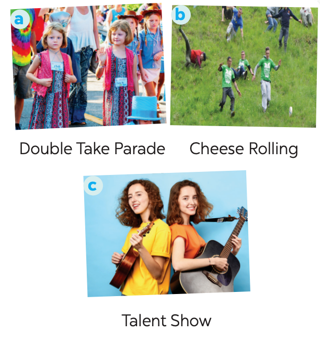 a
b
Double Take Parade
Cheese Rolling
c
Talent Show